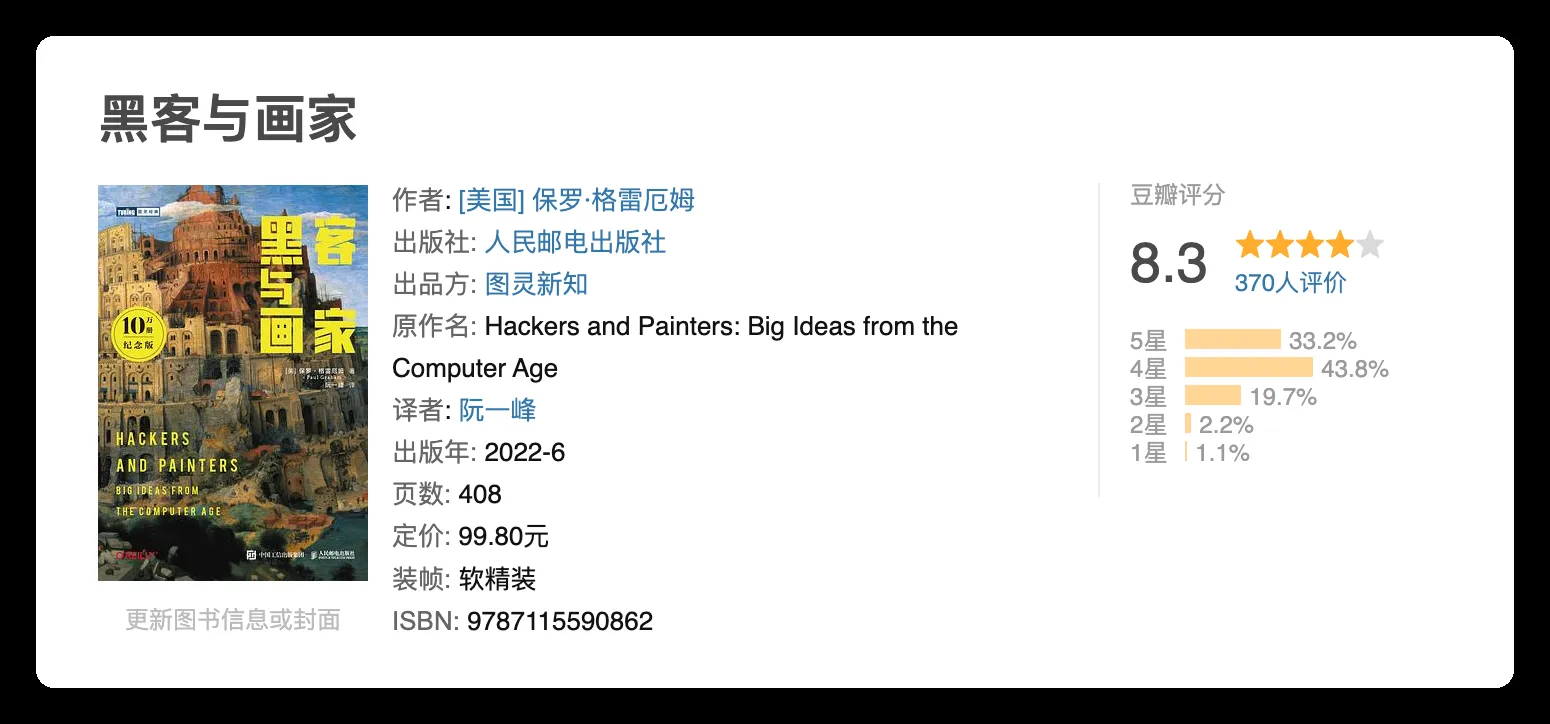 黑客与画家
TURING 图灵经典
黑客
与
画家
10万册
纪念版
[美] 保罗·格雷厄姆 著
Paul Graham
阮一峰 译
HACKERS
AND PAINTERS
BIG IDEAS FROM
THE COMPUTER AGE
O'REILLY
中国工信出版集团 人民邮电出版社
更新图书信息或封面
作者: [美国] 保罗·格雷厄姆
出版社: 人民邮电出版社
出品方: 图灵新知
原作名: Hackers and Painters: Big Ideas from the
Computer Age
译者: 阮一峰
出版年: 2022-6
页数: 408
定价: 99.80元
装帧: 软精装
ISBN: 9787115590862
豆瓣评分
8.3
370人评价
5星 33.2%
4星 43.8%
3星 19.7%
2星 2.2%
1星 1.1%